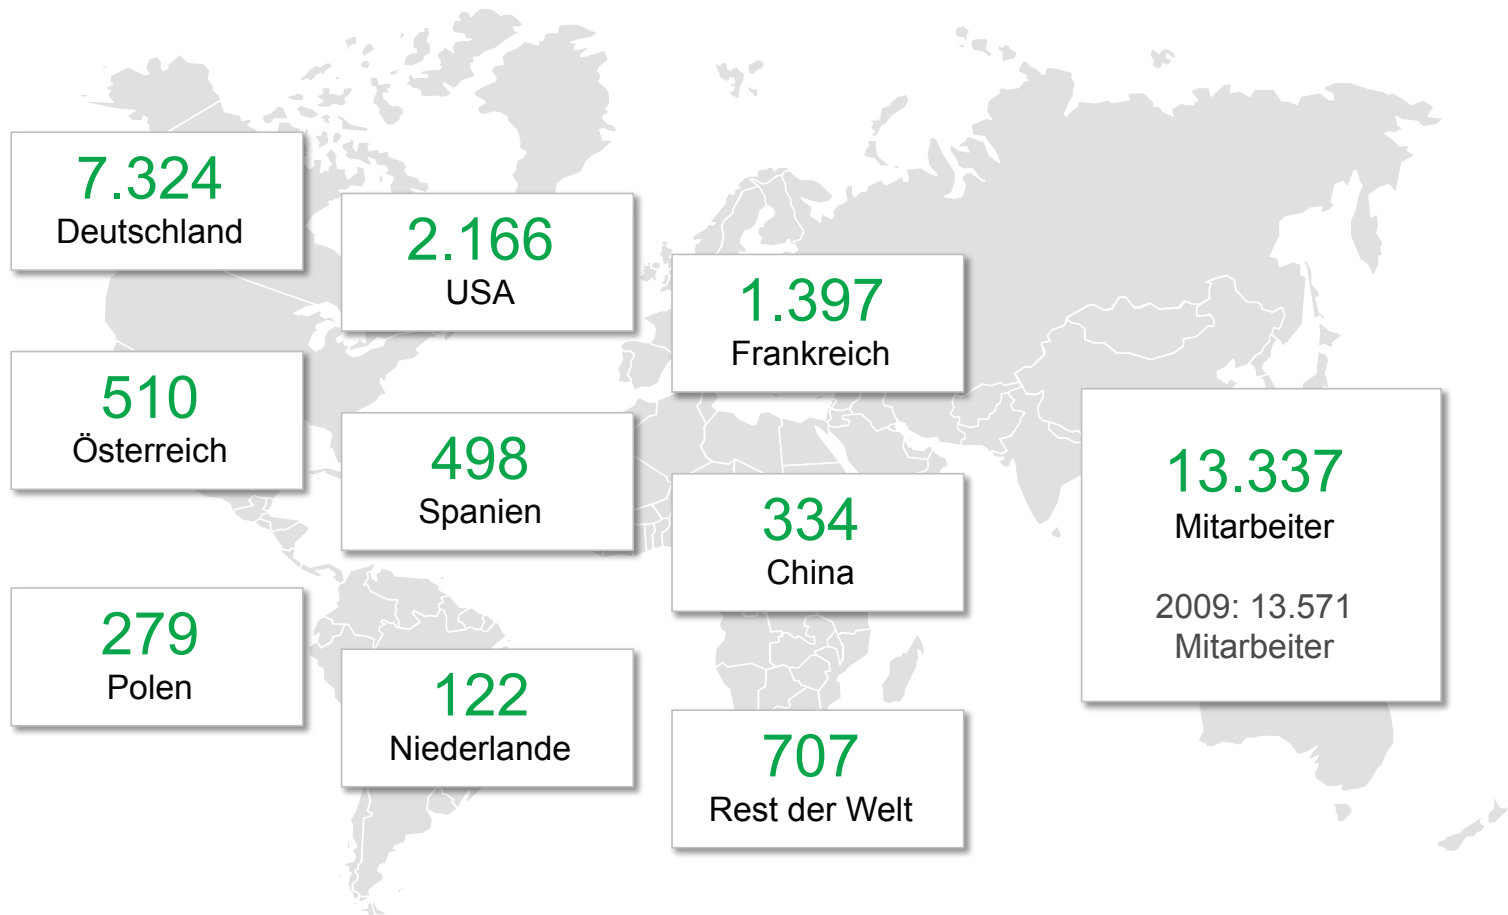 7.324
Deutschland
2.166
USA
1.397
Frankreich
510
Österreich
498
Spanien
334
China
279
Polen
122
Niederlande
707
Rest der Welt
13.337
Mitarbeiter
2009: 13.571
Mitarbeiter